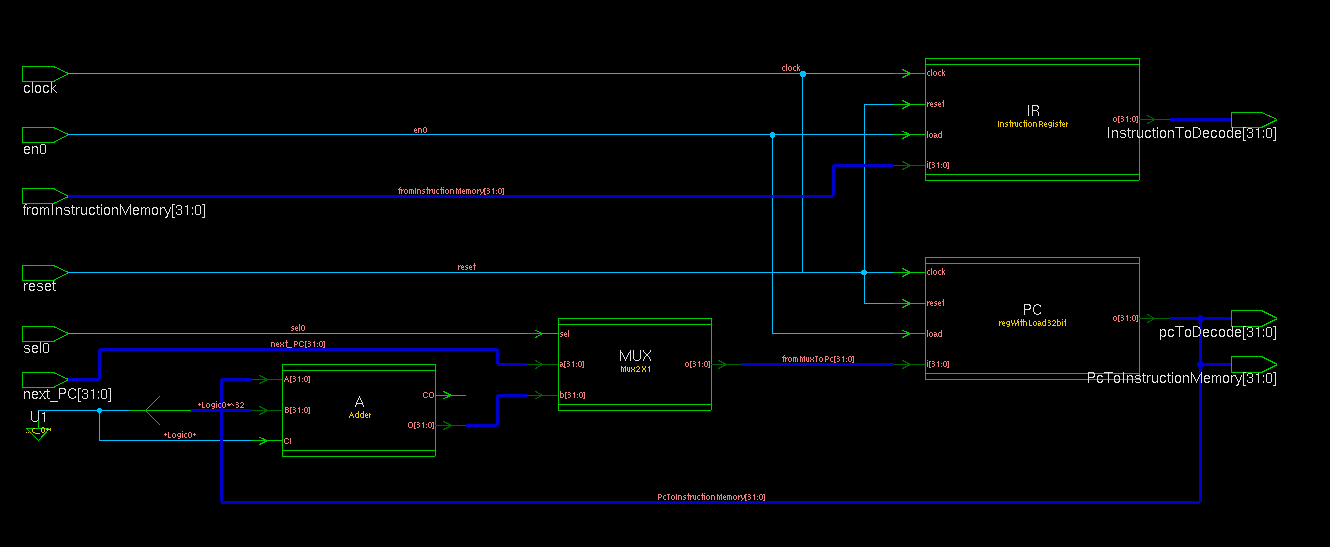 clock
clock
clock
IR
Instruction Register
reset
o[31:0]
InstructionToDecode[31:0]
en0
en0
load
i[31:0]
fromInstructionMemory[31:0]
fromInstructionMemory[31:0]
reset
reset
clock
PC
regWithLoad32bit
reset
o[31:0]
pcToDecode[31:0]
load
i[31:0]
PcToInstructionMemory[31:0]
sel0
sel0
sel
MUX
Mux2X1
a[31:0]
b[31:0]
o[31:0]
fromMuxToPc[31:0]
next_PC[31:0]
next_PC[31:0]
A[31:0]
A
Adder
CO
B[31:0]
O[31:0]
CI
U1
*Logic0*^32
*Logic0*
PcToInstructionMemory[31:0]